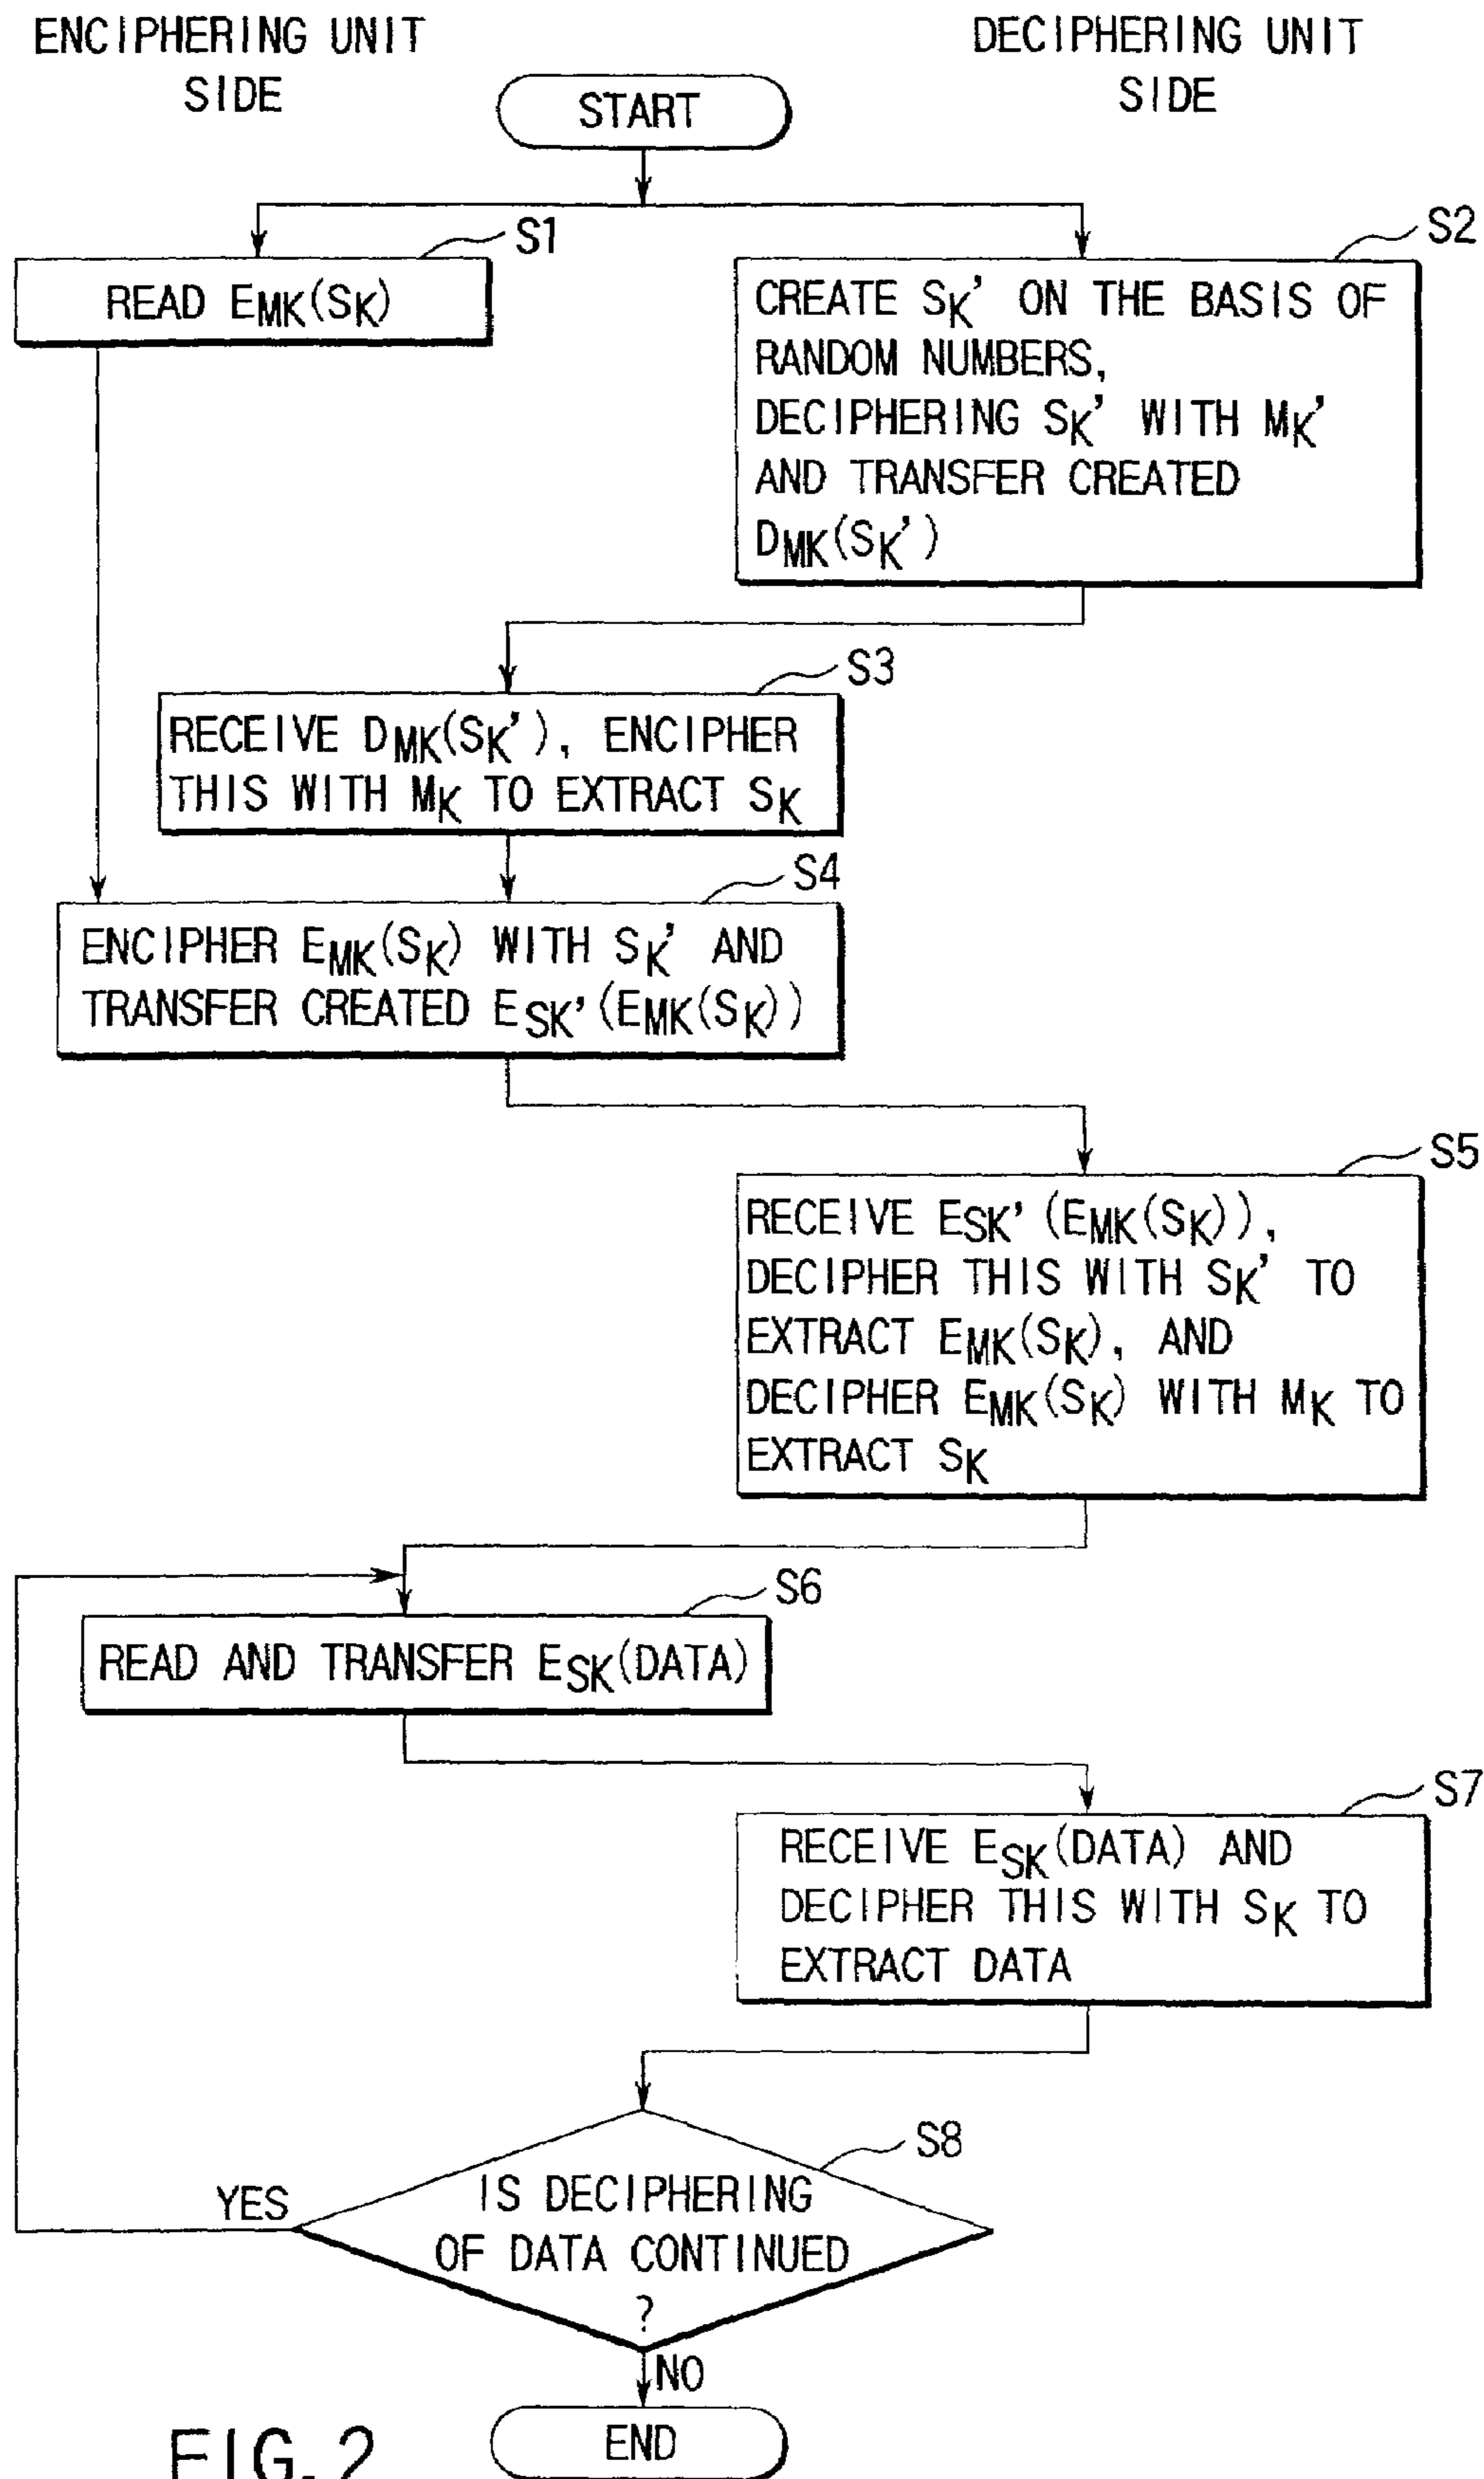 ENCIPHERING UNIT
SIDE
DECIPHERING UNIT
SIDE
START
S1
READ EMK(SK)
S2
CREATE SK' ON THE BASIS OF
RANDOM NUMBERS,
DECIPHERING SK' WITH MK'
AND TRANSFER CREATED
DMK(SK')
S3
RECEIVE DMK(SK'), ENCIPHER
THIS WITH MK TO EXTRACT SK
S4
ENCIPHER EMK(SK) WITH SK' AND
TRANSFER CREATED ESK'(EMK(SK))
S5
RECEIVE ESK'(EMK(SK)),
DECIPHER THIS WITH SK' TO
EXTRACT EMK(SK), AND
DECIPHER EMK(SK) WITH MK TO
EXTRACT SK
S6
READ AND TRANSFER ESK(DATA)
S7
RECEIVE ESK(DATA) AND
DECIPHER THIS WITH SK TO
EXTRACT DATA
S8
IS DECIPHERING
OF DATA CONTINUED
?
YES
NO
END
FIG. 2